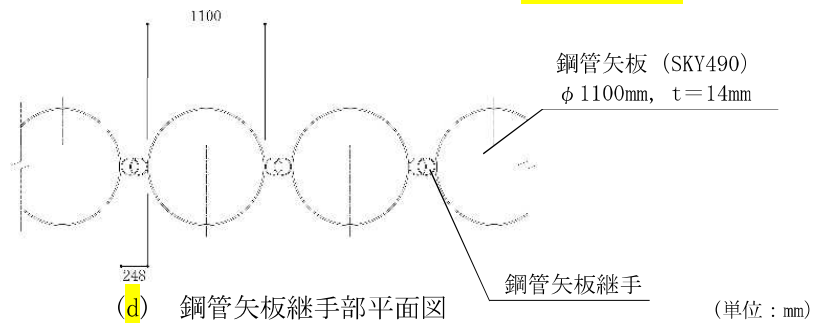 1100
鋼管矢板 (SKY490)
φ1100mm, t=14mm
248
鋼管矢板継手
(d) 鋼管矢板継手部平面図
(単位：mm)